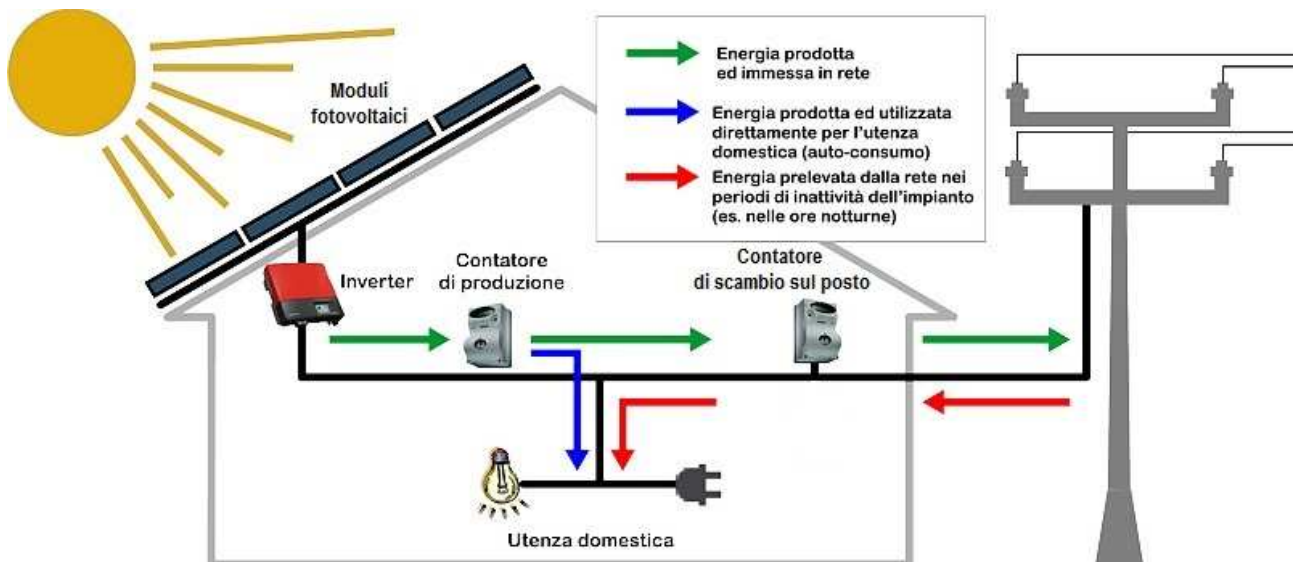 Moduli
fotovoltaici
Energia prodotta
ed immessa in rete
Energia prodotta ed utilizzata
direttamente per l'utenza
domestica (auto-consumo)
Energia prelevata dalla rete nei
periodi di inattività dell'impianto
(es. nelle ore notturne)
Inverter
Contatore
di produzione
Contatore
di scambio sul posto
Utenza domestica